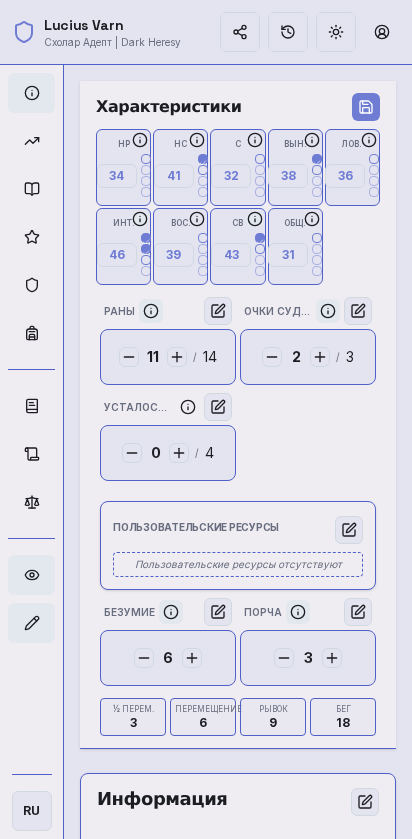 Lucius Varn
Схолар Адепт | Dark Heresy
Характеристики
HP НС С ВЫН. ЛОВ.
34 41 32 38 36
ИНТ. ВОС. СВ ОБЩ.
46 39 43 31
РАНЫ ОЧКИ СУД...
11 / 14 2 / 3
УСТАЛОС...
0 / 4
ПОЛЬЗОВАТЕЛЬСКИЕ РЕСУРСЫ
Пользовательские ресурсы отсутствуют
БЕЗУМИЕ ПОРЧА
6 3
½ ПЕРЕМ. ПЕРЕМЕЩЕНИЕ РЫВОК БЕГ
3 6 9 18
RU
Информация